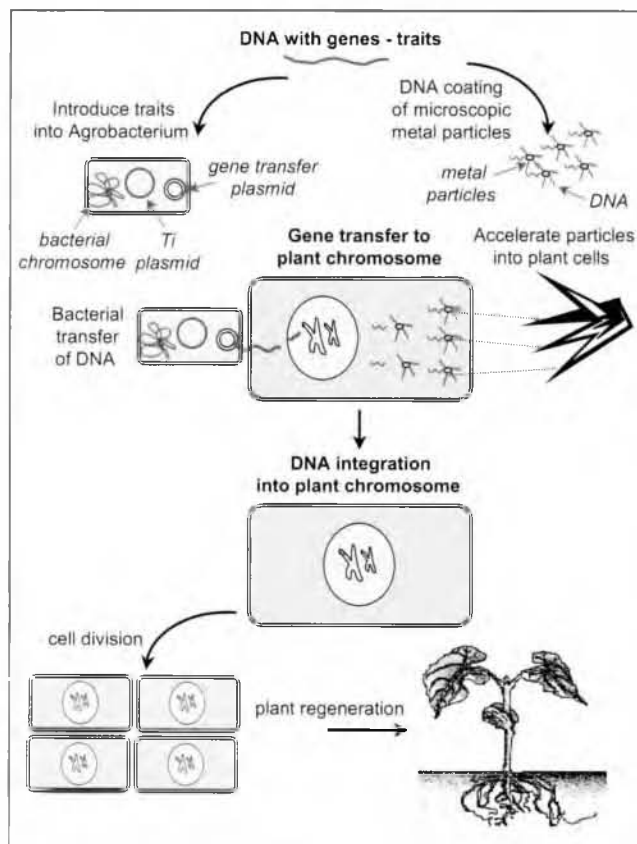 DNA with genes - traits
Introduce traits
into Agrobacterium
DNA coating
of microscopic
metal particles
gene transfer
plasmid
metal
particles
DNA
bacterial
chromosome
Ti
plasmid
Gene transfer to
plant chromosome
Accelerate particles
into plant cells
Bacterial
transfer
of DNA
DNA integration
into plant chromosome
cell division
plant regeneration